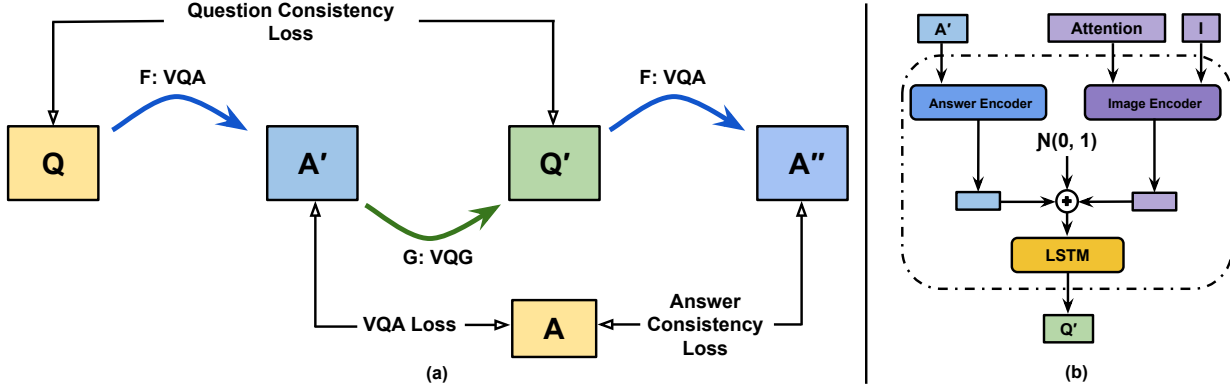 Question Consistency
Loss
F: VQA
F: VQA
Q
A′
Q′
A″
G: VQG
VQA Loss
A
Answer
Consistency
Loss
(a)
A′
Attention
I
Answer Encoder
Image Encoder
N(0, 1)
+
LSTM
Q′
(b)